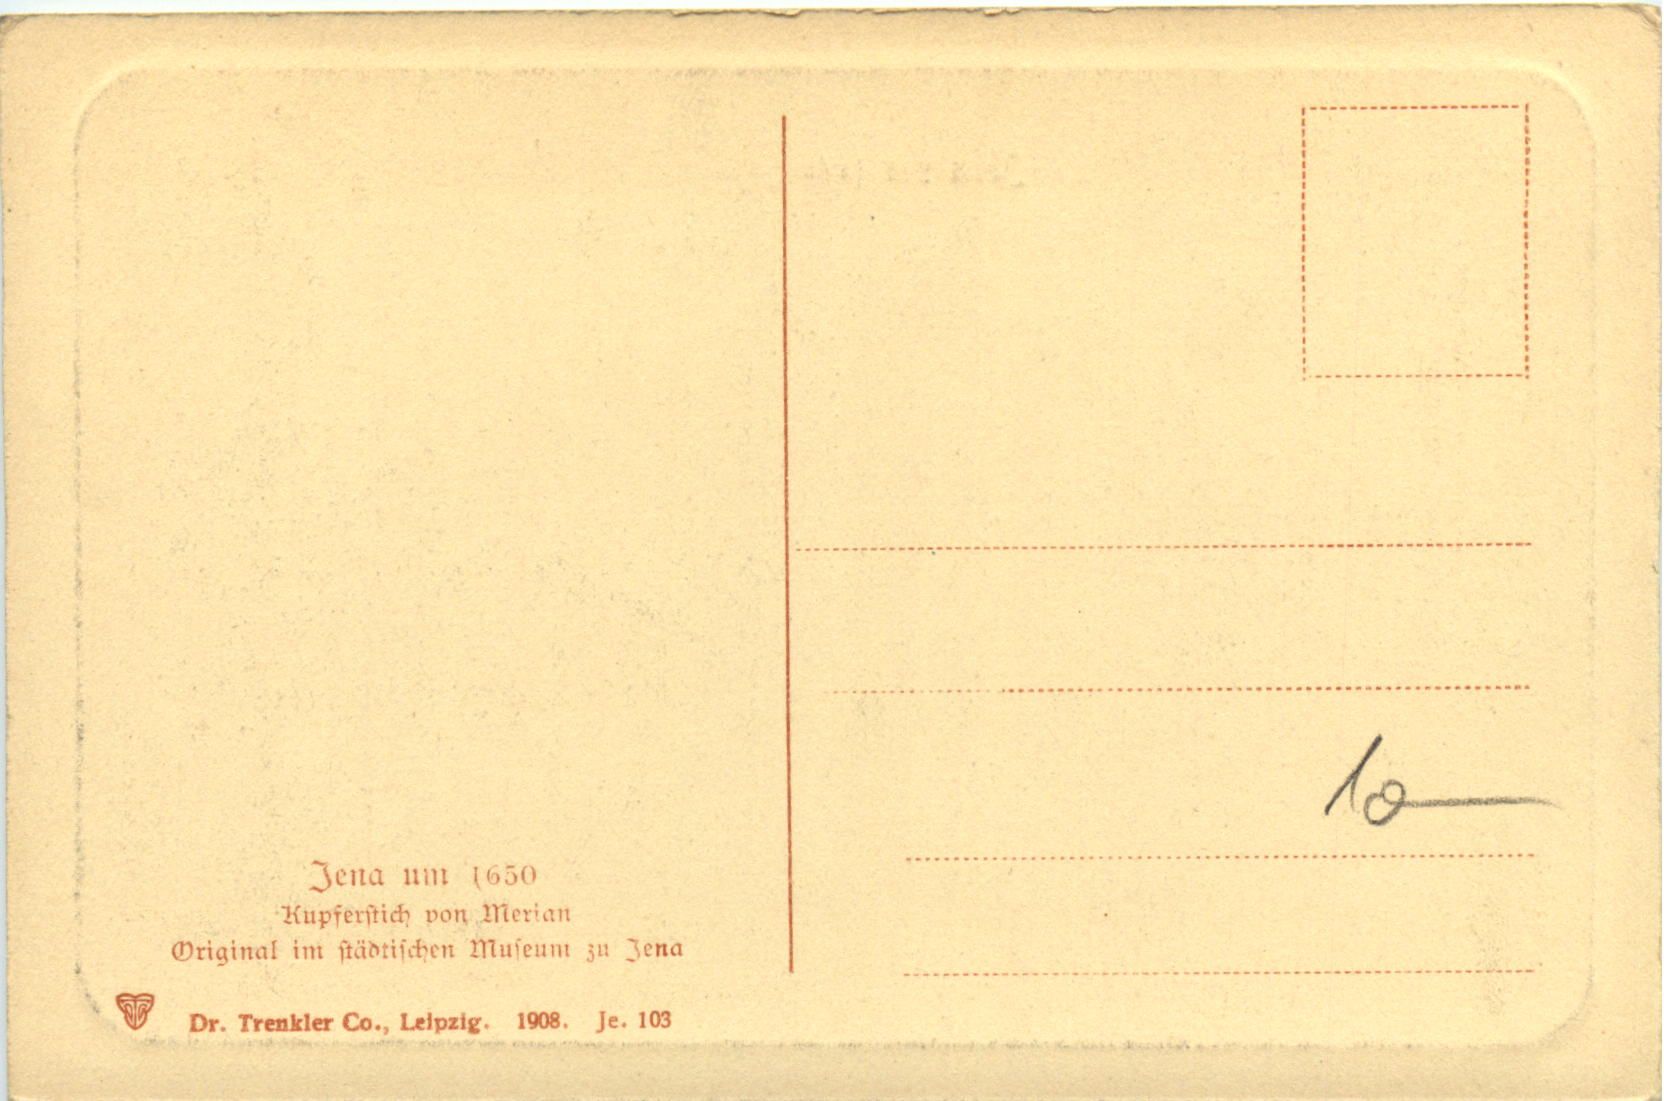 Jena um 1650
Kupferstich von Merian
Original im städtischen Museum zu Jena
Dr. Trenkler Co., Leipzig. 1908. Je. 103
10